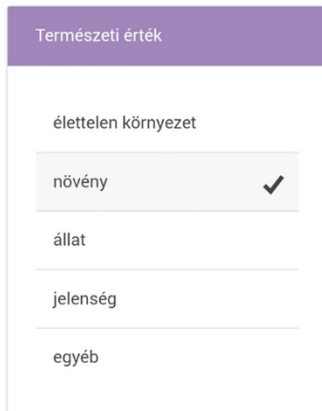 Természeti érték
élettelen környezet
növény
állat
jelenség
egyéb